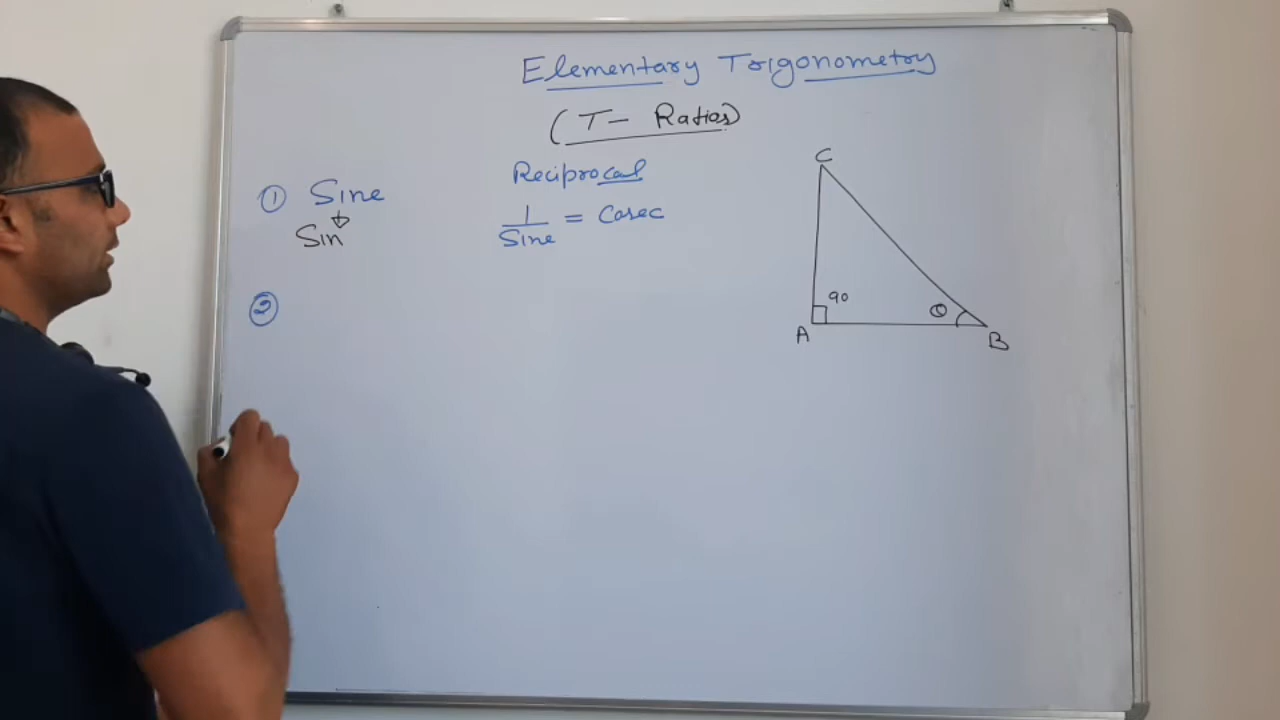 Elementary Trigonometry
(T- Ratios)
Reciprocal
① Sine
Sin
1/Sine = Cosec
②
C
90
θ
A
B